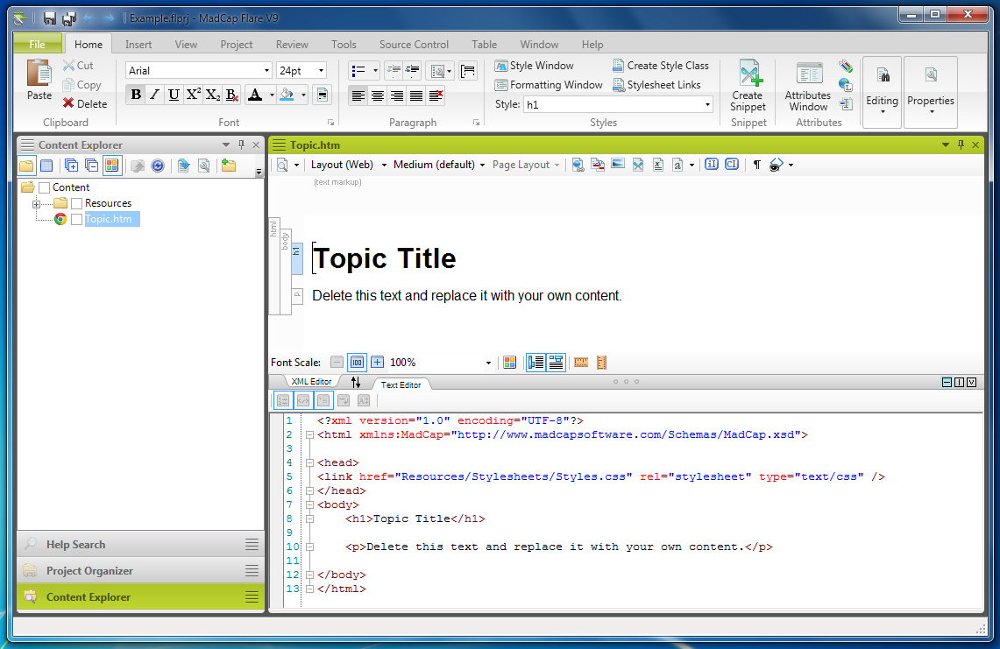 Example.flprj - MadCap Flare V9
File Home Insert View Project Review Tools Source Control Table Window Help
Paste
Cut
Copy
Delete
Clipboard
Arial 24pt
B I U X² X₂ B A
Font
Paragraph
Style Window
Formatting Window
Style: h1
Create Style Class
Stylesheet Links
Styles
Create
Snippet
Snippet
Attributes
Window
Attributes
Editing
Properties
Content Explorer
Content
Resources
Topic.htm
Help Search
Project Organizer
Content Explorer
Topic.htm
Layout (Web) Medium (default) Page Layout
(text markup)
html
body
h1
Topic Title
p
Delete this text and replace it with your own content.
Font Scale: 100 100%
XML Editor Text Editor
1 <?xml version="1.0" encoding="UTF-8"?>
2 <html xmlns:MadCap="http://www.madcapsoftware.com/Schemas/MadCap.xsd">
3
4 <head>
5 <link href="Resources/Stylesheets/Styles.css" rel="stylesheet" type="text/css" />
6 </head>
7 <body>
8 <h1>Topic Title</h1>
9
10 <p>Delete this text and replace it with your own content.</p>
11
12 </body>
13 </html>